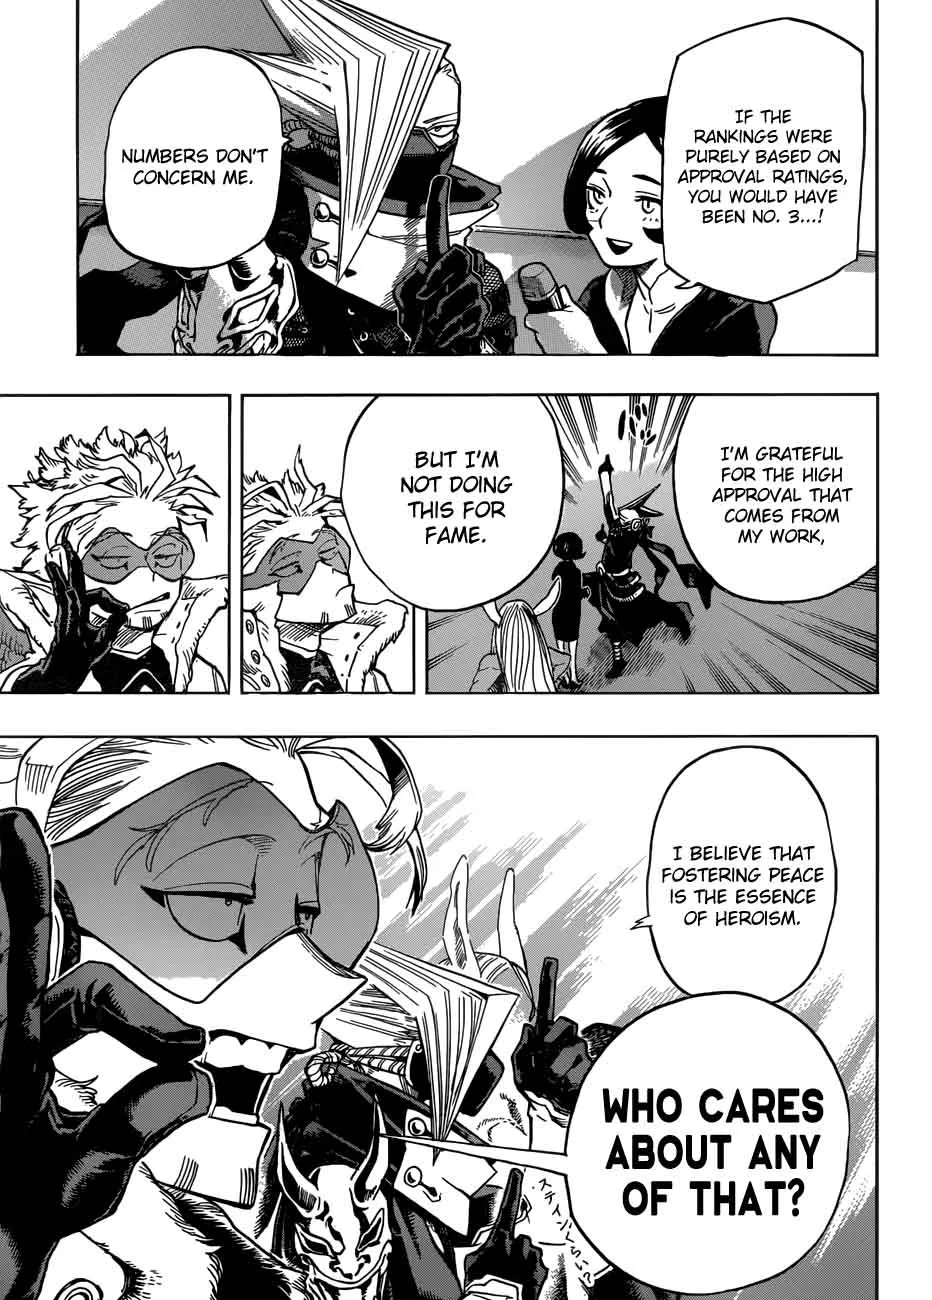 IF THE
RANKINGS WERE
PURELY BASED ON
APPROVAL RATINGS,
YOU WOULD HAVE
BEEN NO. 3...!
NUMBERS DON'T
CONCERN ME.
I'M GRATEFUL
FOR THE HIGH
APPROVAL THAT
COMES FROM
MY WORK,
BUT I'M
NOT DOING
THIS FOR
FAME.
I BELIEVE THAT
FOSTERING PEACE
IS THE ESSENCE
OF HEROISM.
WHO CARES
ABOUT ANY
OF THAT?